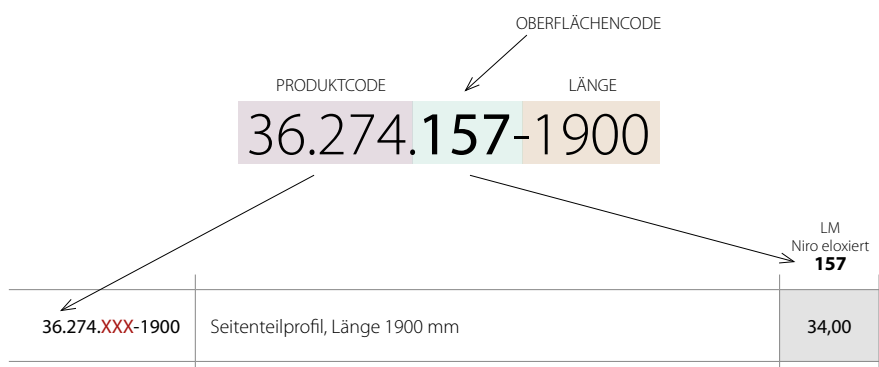 OBERFLÄCHENCODE
PRODUKTCODE
LÄNGE
36.274.157-1900
LM
Niro eloxiert
157
36.274.XXX-1900
Seitenteilprofil, Länge 1900 mm
34,00